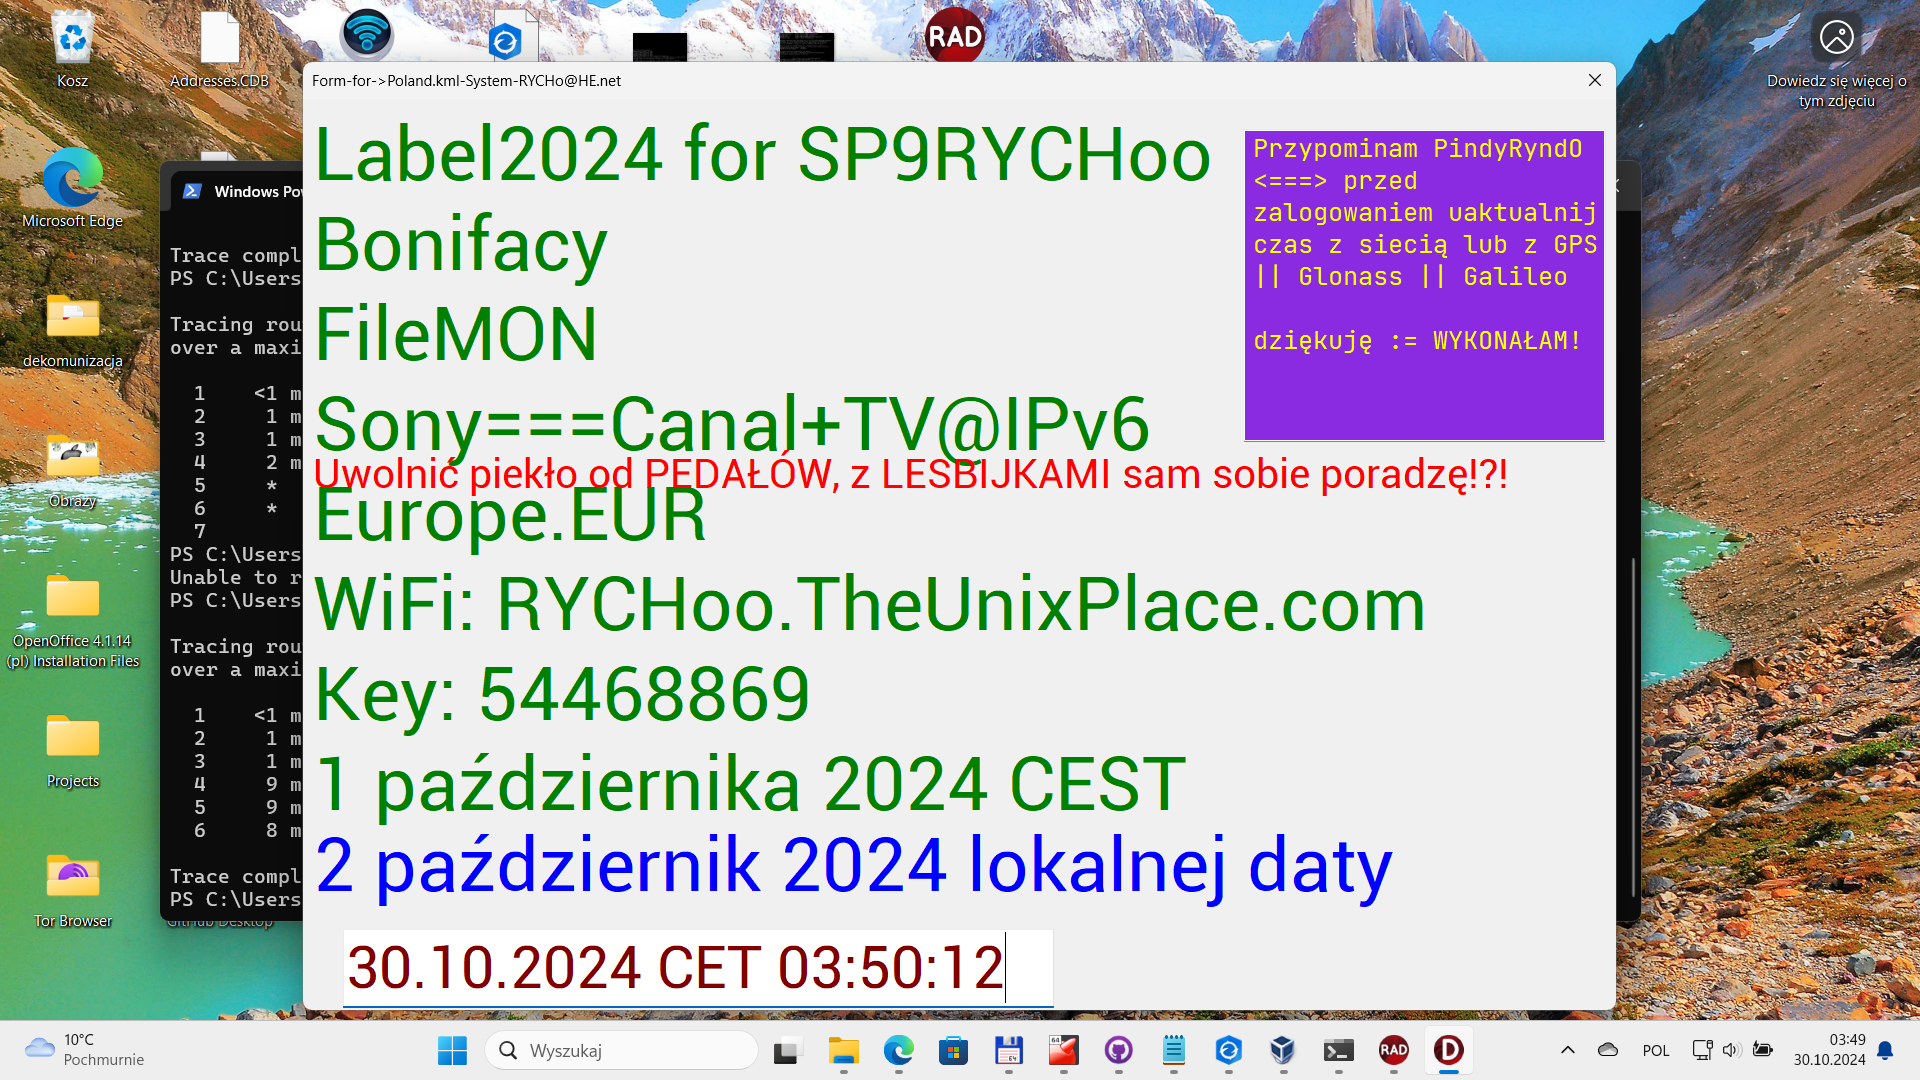 Kosz
Addresses.CDB
RAD
Dowiedz się więcej o
tym zdjęciu
Form-for->Poland.kml-System-RYCHo@HE.net
Label2024 for SP9RYCHoo
Bonifacy
FileMON
Sony===Canal+TV@IPv6
Uwolnić piekło od PEDAŁÓW, z LESBIJKAMI sam sobie poradzę!?!
Europe.EUR
WiFi: RYCHoo.TheUnixPlace.com
Key: 54468869
1 października 2024 CEST
2 październik 2024 lokalnej daty
30.10.2024 CET 03:50:12
Przypominam PindyRyndO
<===> przed
zalogowaniem uaktualnij
czas z siecią lub z GPS
|| Glonass || Galileo
dziękuję := WYKONAŁAM!
Microsoft Edge
dekomunizacja
Obrazy
OpenOffice 4.1.14
(pl) Installation Files
Projects
Tor Browser
Windows Pow
Trace compl
PS C:\Users
Tracing rou
over a maxi
1 <1 m
2 1 m
3 1 m
4 2 m
5 *
6 *
7
PS C:\Users
Unable to r
PS C:\Users
Tracing rou
over a maxi
1 <1 m
2 1 m
3 1 m
4 9 m
5 9 m
6 8 m
Trace compl
PS C:\Users
GitHub Desktop
10°C
Pochmurnie
Wyszukaj
64
64
RAD
D
POL
03:49
30.10.2024